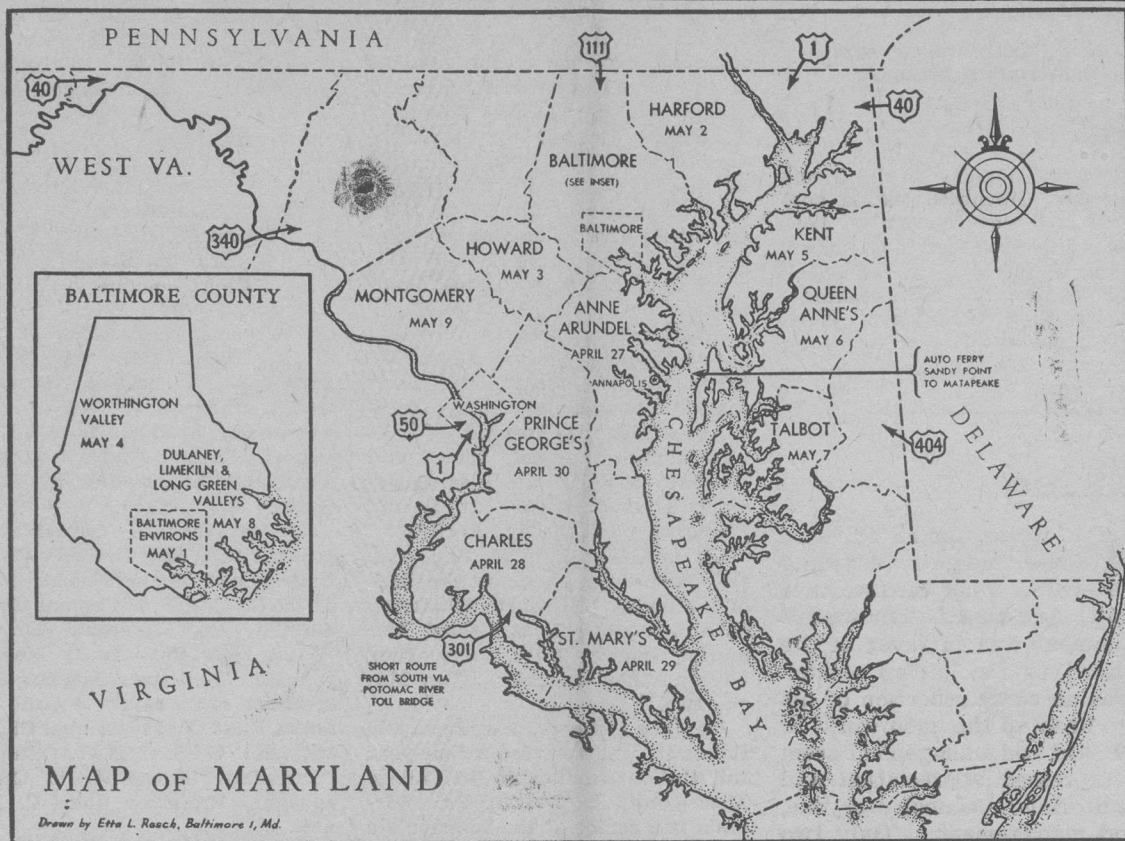 PENNSYLVANIA
111
1
40
40
HARFORD
MAY 2
WEST VA.
BALTIMORE
(SEE INSET)
BALTIMORE
340
HOWARD
MAY 3
KENT
MAY 5
MONTGOMERY
MAY 9
QUEEN
ANNE'S
MAY 6
ANNE
ARUNDEL
APRIL 27
ANNAPOLIS
AUTO FERRY
SANDY POINT
TO MATAPEAKE
BALTIMORE COUNTY
WORTHINGTON
VALLEY
MAY 4
DULANEY,
LIMEKILN &
LONG GREEN
VALLEYS
MAY 8
BALTIMORE
ENVIRONS
MAY 1
WASHINGTON
50
1
PRINCE
GEORGE'S
APRIL 30
TALBOT
MAY 7
404
DELAWARE
CHESAPEAKE BAY
CHARLES
APRIL 28
301
SHORT ROUTE
FROM SOUTH VIA
POTOMAC RIVER
TOLL BRIDGE
ST. MARY'S
APRIL 29
VIRGINIA
MAP OF MARYLAND
Drawn by Etta L. Rasch, Baltimore 1, Md.